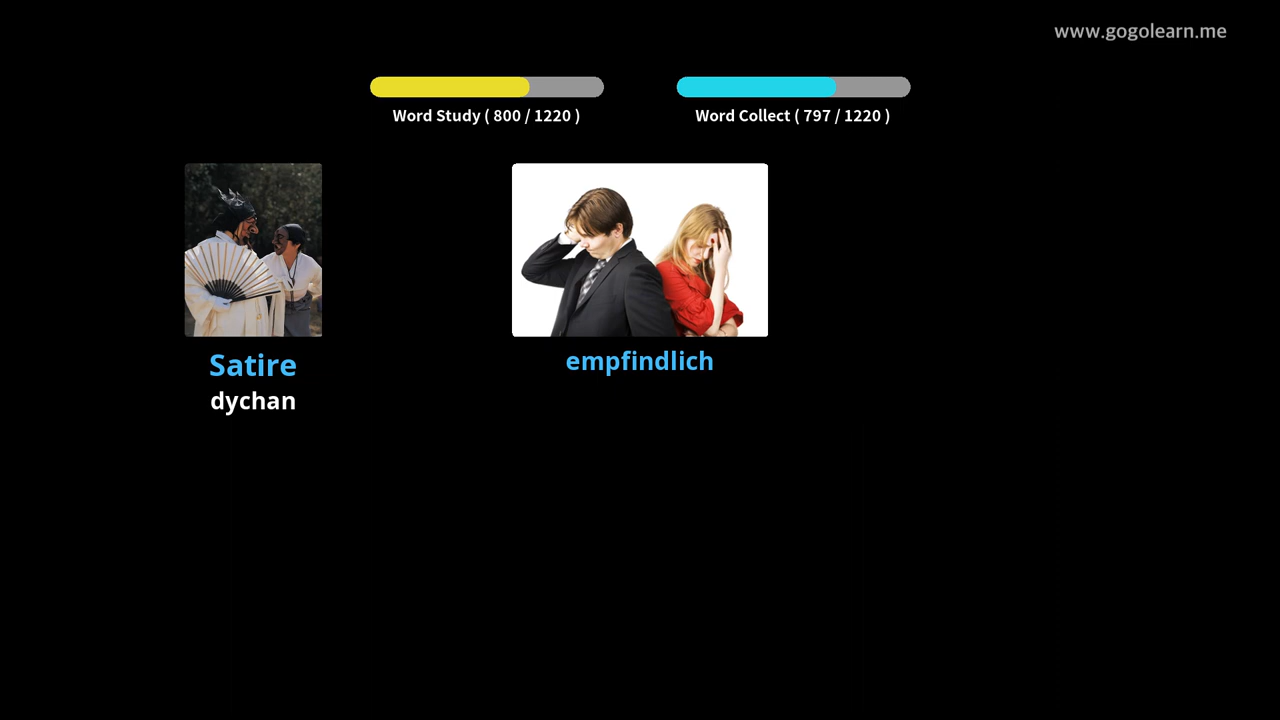 www.gogolearn.me
Word Study ( 800 / 1220 )
Word Collect ( 797 / 1220 )
Satire
dychan
empfindlich